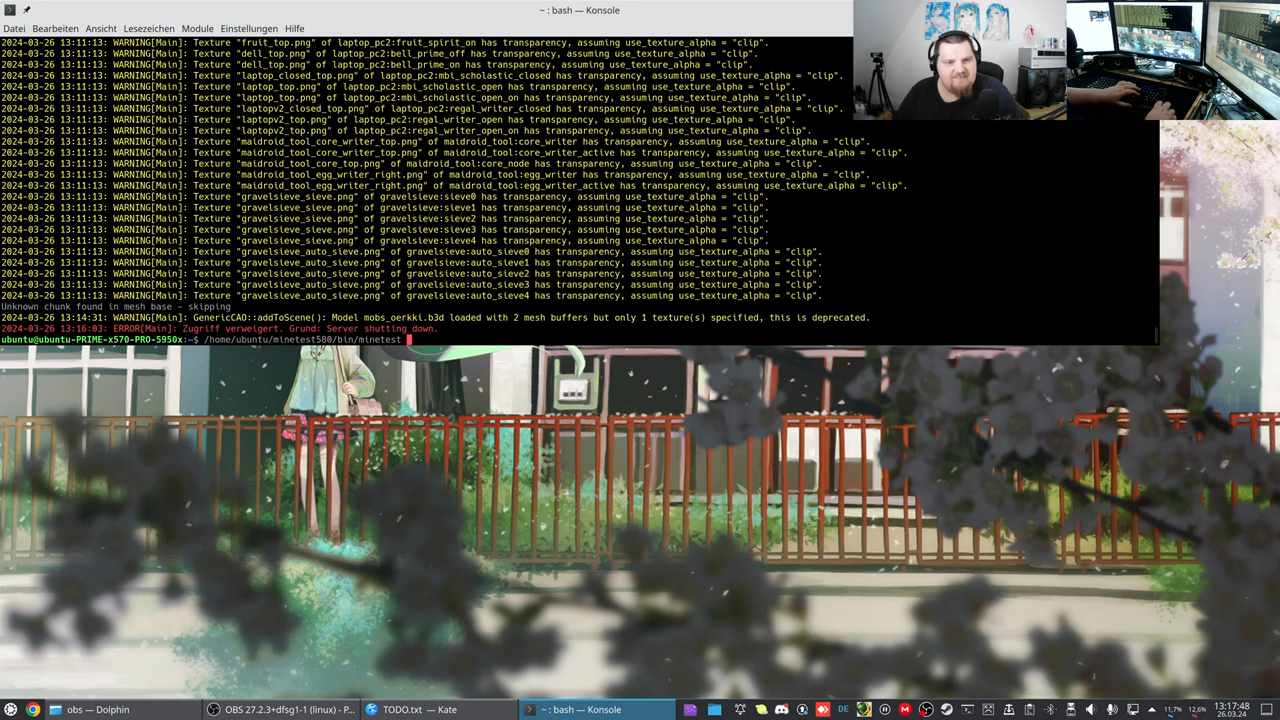 ~ : bash — Konsole
Datei Bearbeiten Ansicht Lesezeichen Module Einstellungen Hilfe
2024-03-26 13:11:13: WARNING[Main]: Texture "fruit_top.png" of laptop_pc2:fruit_spirit_on has transparency, assuming use_texture_alpha = "clip".
2024-03-26 13:11:13: WARNING[Main]: Texture "dell_top.png" of laptop_pc2:bell_prime_off has transparency, assuming use_texture_alpha = "clip".
2024-03-26 13:11:13: WARNING[Main]: Texture "dell_top.png" of laptop_pc2:bell_prime_on has transparency, assuming use_texture_alpha = "clip".
2024-03-26 13:11:13: WARNING[Main]: Texture "laptop_closed_top.png" of laptop_pc2:mbl_scholastic_closed has transparency, assuming use_texture_alpha = "clip".
2024-03-26 13:11:13: WARNING[Main]: Texture "laptop_top.png" of laptop_pc2:mbi_scholastic_open has transparency, assuming use_texture_alpha = "clip".
2024-03-26 13:11:13: WARNING[Main]: Texture "laptop_top.png" of laptop_pc2:mbi_scholastic_open_on has transparency, assuming use_texture_alpha = "clip".
2024-03-26 13:11:13: WARNING[Main]: Texture "laptopv2_closed_top.png" of laptop_pc2:regal_writer_closed has transparency, assuming use_texture_alpha = "clip".
2024-03-26 13:11:13: WARNING[Main]: Texture "laptopv2_top.png" of laptop_pc2:regal_writer_open has transparency, assuming use_texture_alpha = "clip".
2024-03-26 13:11:13: WARNING[Main]: Texture "laptopv2_top.png" of laptop_pc2:regal_writer_open_on has transparency, assuming use_texture_alpha = "clip".
2024-03-26 13:11:13: WARNING[Main]: Texture "maidroid_tool_core_writer_top.png" of maidroid_tool:core_writer has transparency, assuming use_texture_alpha = "clip".
2024-03-26 13:11:13: WARNING[Main]: Texture "maidroid_tool_core_writer_top.png" of maidroid_tool:core_writer_active has transparency, assuming use_texture_alpha = "clip".
2024-03-26 13:11:13: WARNING[Main]: Texture "maidroid_tool_core_top.png" of maidroid_tool:core_node has transparency, assuming use_texture_alpha = "clip".
2024-03-26 13:11:13: WARNING[Main]: Texture "maidroid_tool_egg_writer_right.png" of maidroid_tool:egg_writer has transparency, assuming use_texture_alpha = "clip".
2024-03-26 13:11:13: WARNING[Main]: Texture "maidroid_tool_egg_writer_right.png" of maidroid_tool:egg_writer_active has transparency, assuming use_texture_alpha = "clip".
2024-03-26 13:11:13: WARNING[Main]: Texture "gravelsieve_sieve.png" of gravelsieve:sieve0 has transparency, assuming use_texture_alpha = "clip".
2024-03-26 13:11:13: WARNING[Main]: Texture "gravelsieve_sieve.png" of gravelsieve:sieve1 has transparency, assuming use_texture_alpha = "clip".
2024-03-26 13:11:13: WARNING[Main]: Texture "gravelsieve_sieve.png" of gravelsieve:sieve2 has transparency, assuming use_texture_alpha = "clip".
2024-03-26 13:11:13: WARNING[Main]: Texture "gravelsieve_sieve.png" of gravelsieve:sieve3 has transparency, assuming use_texture_alpha = "clip".
2024-03-26 13:11:13: WARNING[Main]: Texture "gravelsieve_sieve.png" of gravelsieve:sieve4 has transparency, assuming use_texture_alpha = "clip".
2024-03-26 13:11:13: WARNING[Main]: Texture "gravelsieve_auto_sieve.png" of gravelsieve:auto_sieve0 has transparency, assuming use_texture_alpha = "clip".
2024-03-26 13:11:13: WARNING[Main]: Texture "gravelsieve_auto_sieve.png" of gravelsieve:auto_sieve1 has transparency, assuming use_texture_alpha = "clip".
2024-03-26 13:11:13: WARNING[Main]: Texture "gravelsieve_auto_sieve.png" of gravelsieve:auto_sieve2 has transparency, assuming use_texture_alpha = "clip".
2024-03-26 13:11:13: WARNING[Main]: Texture "gravelsieve_auto_sieve.png" of gravelsieve:auto_sieve3 has transparency, assuming use_texture_alpha = "clip".
2024-03-26 13:11:13: WARNING[Main]: Texture "gravelsieve_auto_sieve.png" of gravelsieve:auto_sieve4 has transparency, assuming use_texture_alpha = "clip".
Unknown chunk found in mesh base - skipping
2024-03-26 13:14:31: WARNING[Main]: GenericCAO::addToScene(): Model mobs_oerkki.b3d loaded with 2 mesh buffers but only 1 texture(s) specified, this is deprecated.
2024-03-26 13:16:03: ERROR[Main]: Zugriff verweigert. Grund: Server shutting down.
ubuntu@ubuntu-PRIME-x570-PRO-5950x:~$ /home/ubuntu/minetest580/bin/minetest
obs — Dolphin
OBS 27.2.3+dfsg1-1 (linux) - P...
TODO.txt — Kate
~ : bash — Konsole
DE
11,7% 12,6%
13:17:48
26.03.24